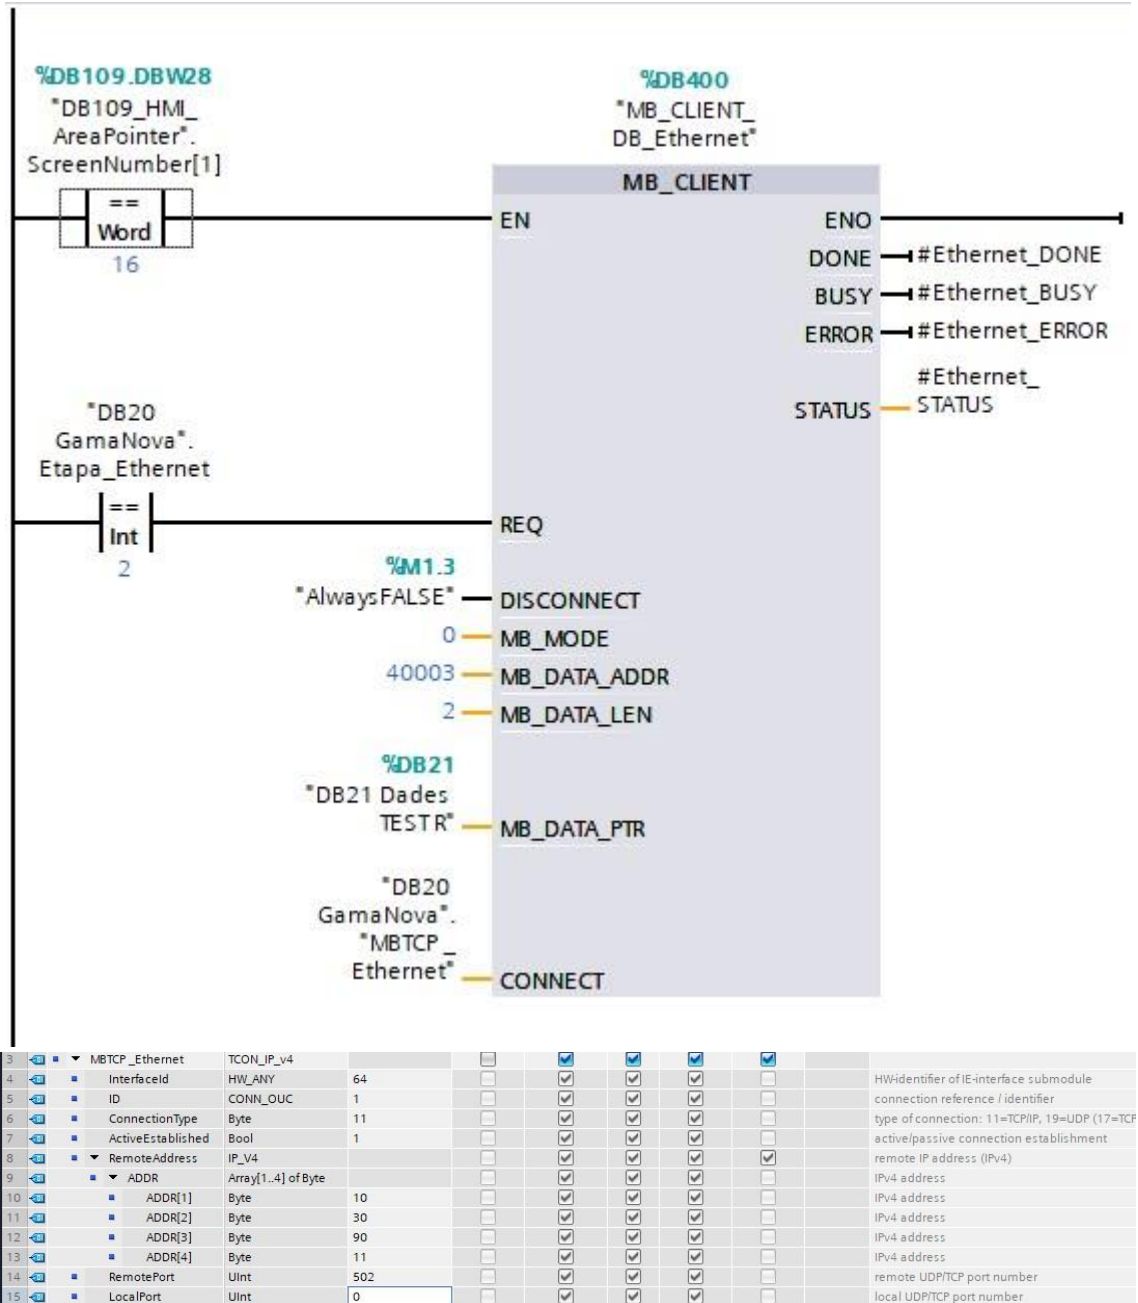 %DB109.DBW28
"DB109_HMI_
AreaPointer".
ScreenNumber[1]
==
Word
16
%DB400
"MB_CLIENT_
DB_Ethernet"
MB_CLIENT
EN
ENO
DONE
#Ethernet_DONE
BUSY
#Ethernet_BUSY
ERROR
#Ethernet_ERROR
#Ethernet_
STATUS
STATUS
"DB20
GamaNova".
Etapa_Ethernet
==
Int
2
REQ
%M1.3
"AlwaysFALSE"
DISCONNECT
0
MB_MODE
40003
MB_DATA_ADDR
2
MB_DATA_LEN
%DB21
"DB21 Dades
TEST R"
MB_DATA_PTR
"DB20
GamaNova".
"MBTCP_
Ethernet"
CONNECT
3 MBTCP_Ethernet TCON_IP_v4
4 InterfaceId HW_ANY 64 HW-identifier of IE-interface submodule
5 ID CONN_OUC 1 connection reference / identifier
6 ConnectionType Byte 11 type of connection: 11=TCP/IP, 19=UDP (17=TCP
7 ActiveEstablished Bool 1 active/passive connection establishment
8 RemoteAddress IP_V4 remote IP address (IPv4)
9 ADDR Array[1..4] of Byte IPv4 address
10 ADDR[1] Byte 10 IPv4 address
11 ADDR[2] Byte 30 IPv4 address
12 ADDR[3] Byte 90 IPv4 address
13 ADDR[4] Byte 11 IPv4 address
14 RemotePort UInt 502 remote UDP/TCP port number
15 LocalPort UInt 0 local UDP/TCP port number